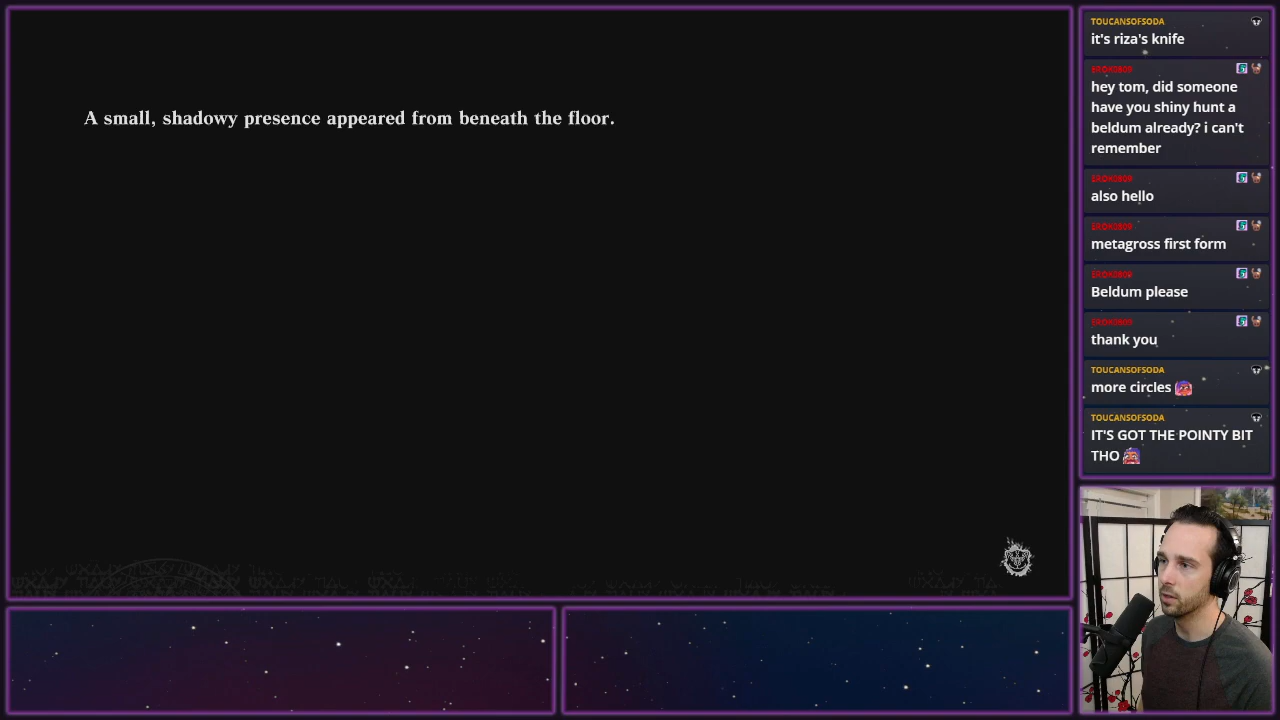 A small, shadowy presence appeared from beneath the floor.
TOUCANSOFSODA
it's riza's knife
hey tom, did someone
have you shiny hunt a
beldum already? i can't
remember
also hello
metagross first form
Beldum please
thank you
TOUCANSOFSODA
more circles
TOUCANSOFSODA
IT'S GOT THE POINTY BIT
THO